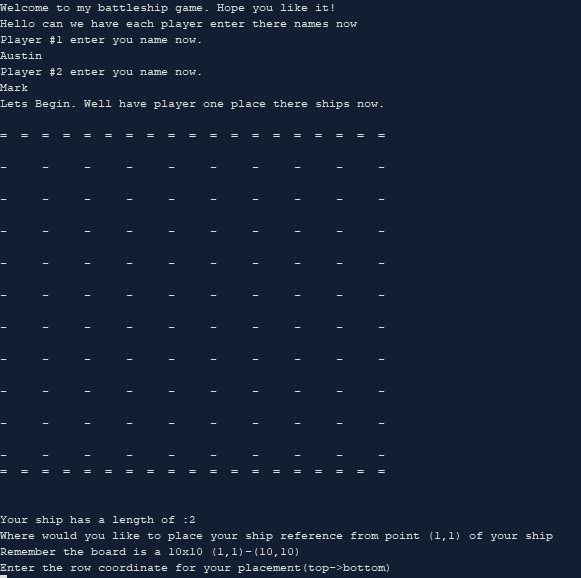 Welcome to my battleship game. Hope you like it!
Hello can we have each player enter there names now
Player #1 enter you name now.
Austin
Player #2 enter you name now.
Mark
Lets Begin. Well have player one place there ships now.
=  =  =  =  =  =  =  =  =  =  =  =  =  =  =  =  =  =  =
-     -     -     -     -     -     -     -     -     -
-     -     -     -     -     -     -     -     -     -
-     -     -     -     -     -     -     -     -     -
-     -     -     -     -     -     -     -     -     -
-     -     -     -     -     -     -     -     -     -
-     -     -     -     -     -     -     -     -     -
-     -     -     -     -     -     -     -     -     -
-     -     -     -     -     -     -     -     -     -
-     -     -     -     -     -     -     -     -     -
-     -     -     -     -     -     -     -     -     -
=  =  =  =  =  =  =  =  =  =  =  =  =  =  =  =  =  =  =
Your ship has a length of :2
Where would you like to place your ship reference from point (1,1) of your ship
Remember the board is a 10x10 (1,1)-(10,10)
Enter the row coordinate for your placement(top->bottom)